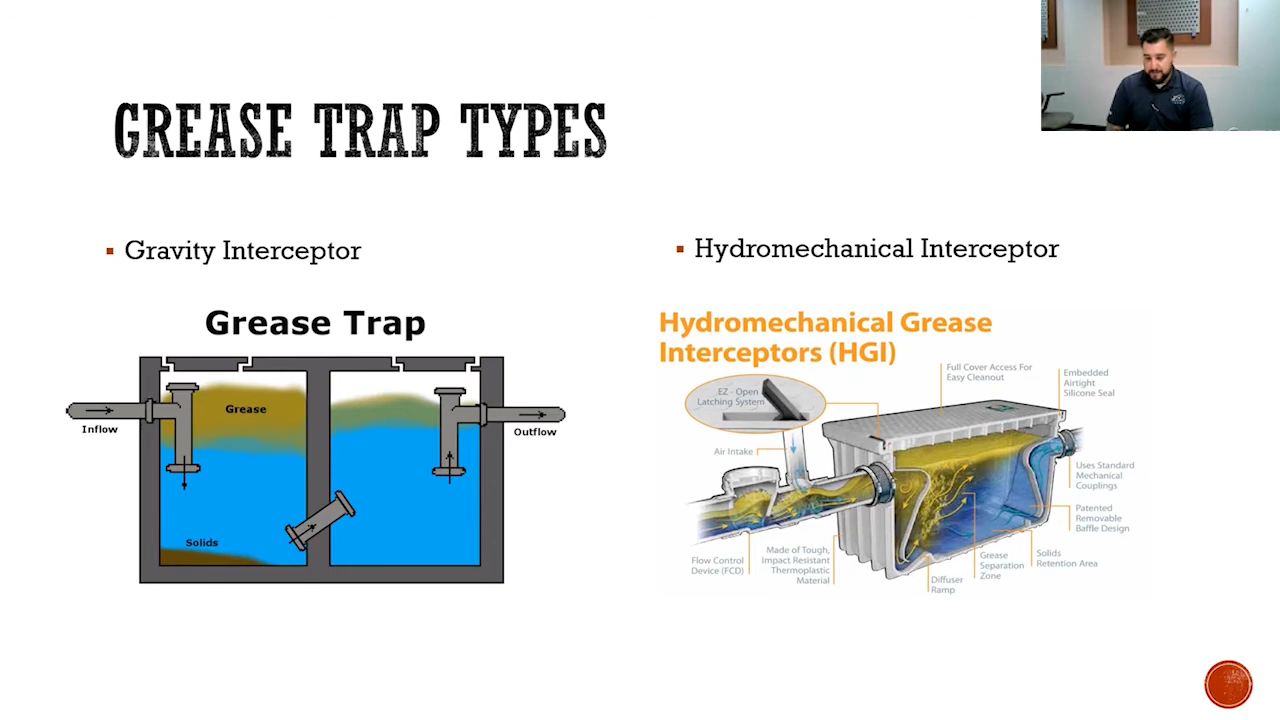 GREASE TRAP TYPES
Gravity Interceptor
Grease Trap
Inflow
Grease
Outflow
Solids
Hydromechanical Interceptor
Hydromechanical Grease
Interceptors (HGI)
EZ - Open
Latching System
Full Cover Access For
Easy Cleanout
Embedded
Airtight
Silicone Seal
Air Intake
Uses Standard
Mechanical
Couplings
Patented
Removable
Baffle Design
Flow Control
Device (FCD)
Made of Tough,
Impact Resistant
Thermoplastic
Material
Diffuser
Ramp
Grease
Separation
Zone
Solids
Retention Area